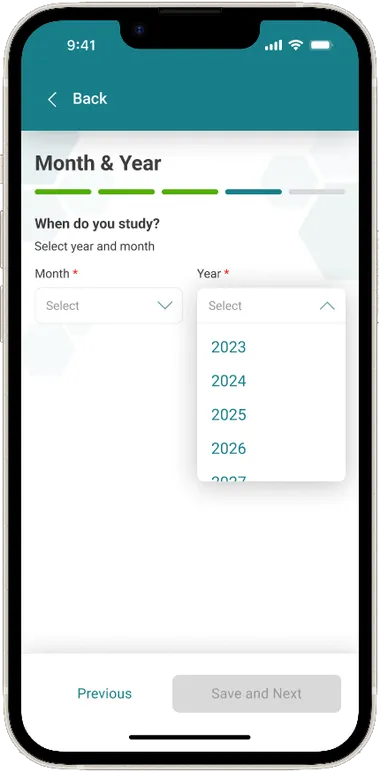 9:41
Back
Month & Year
When do you study?
Select year and month
Month * Year *
Select Select
2023
2024
2025
2026
2027
Previous Save and Next